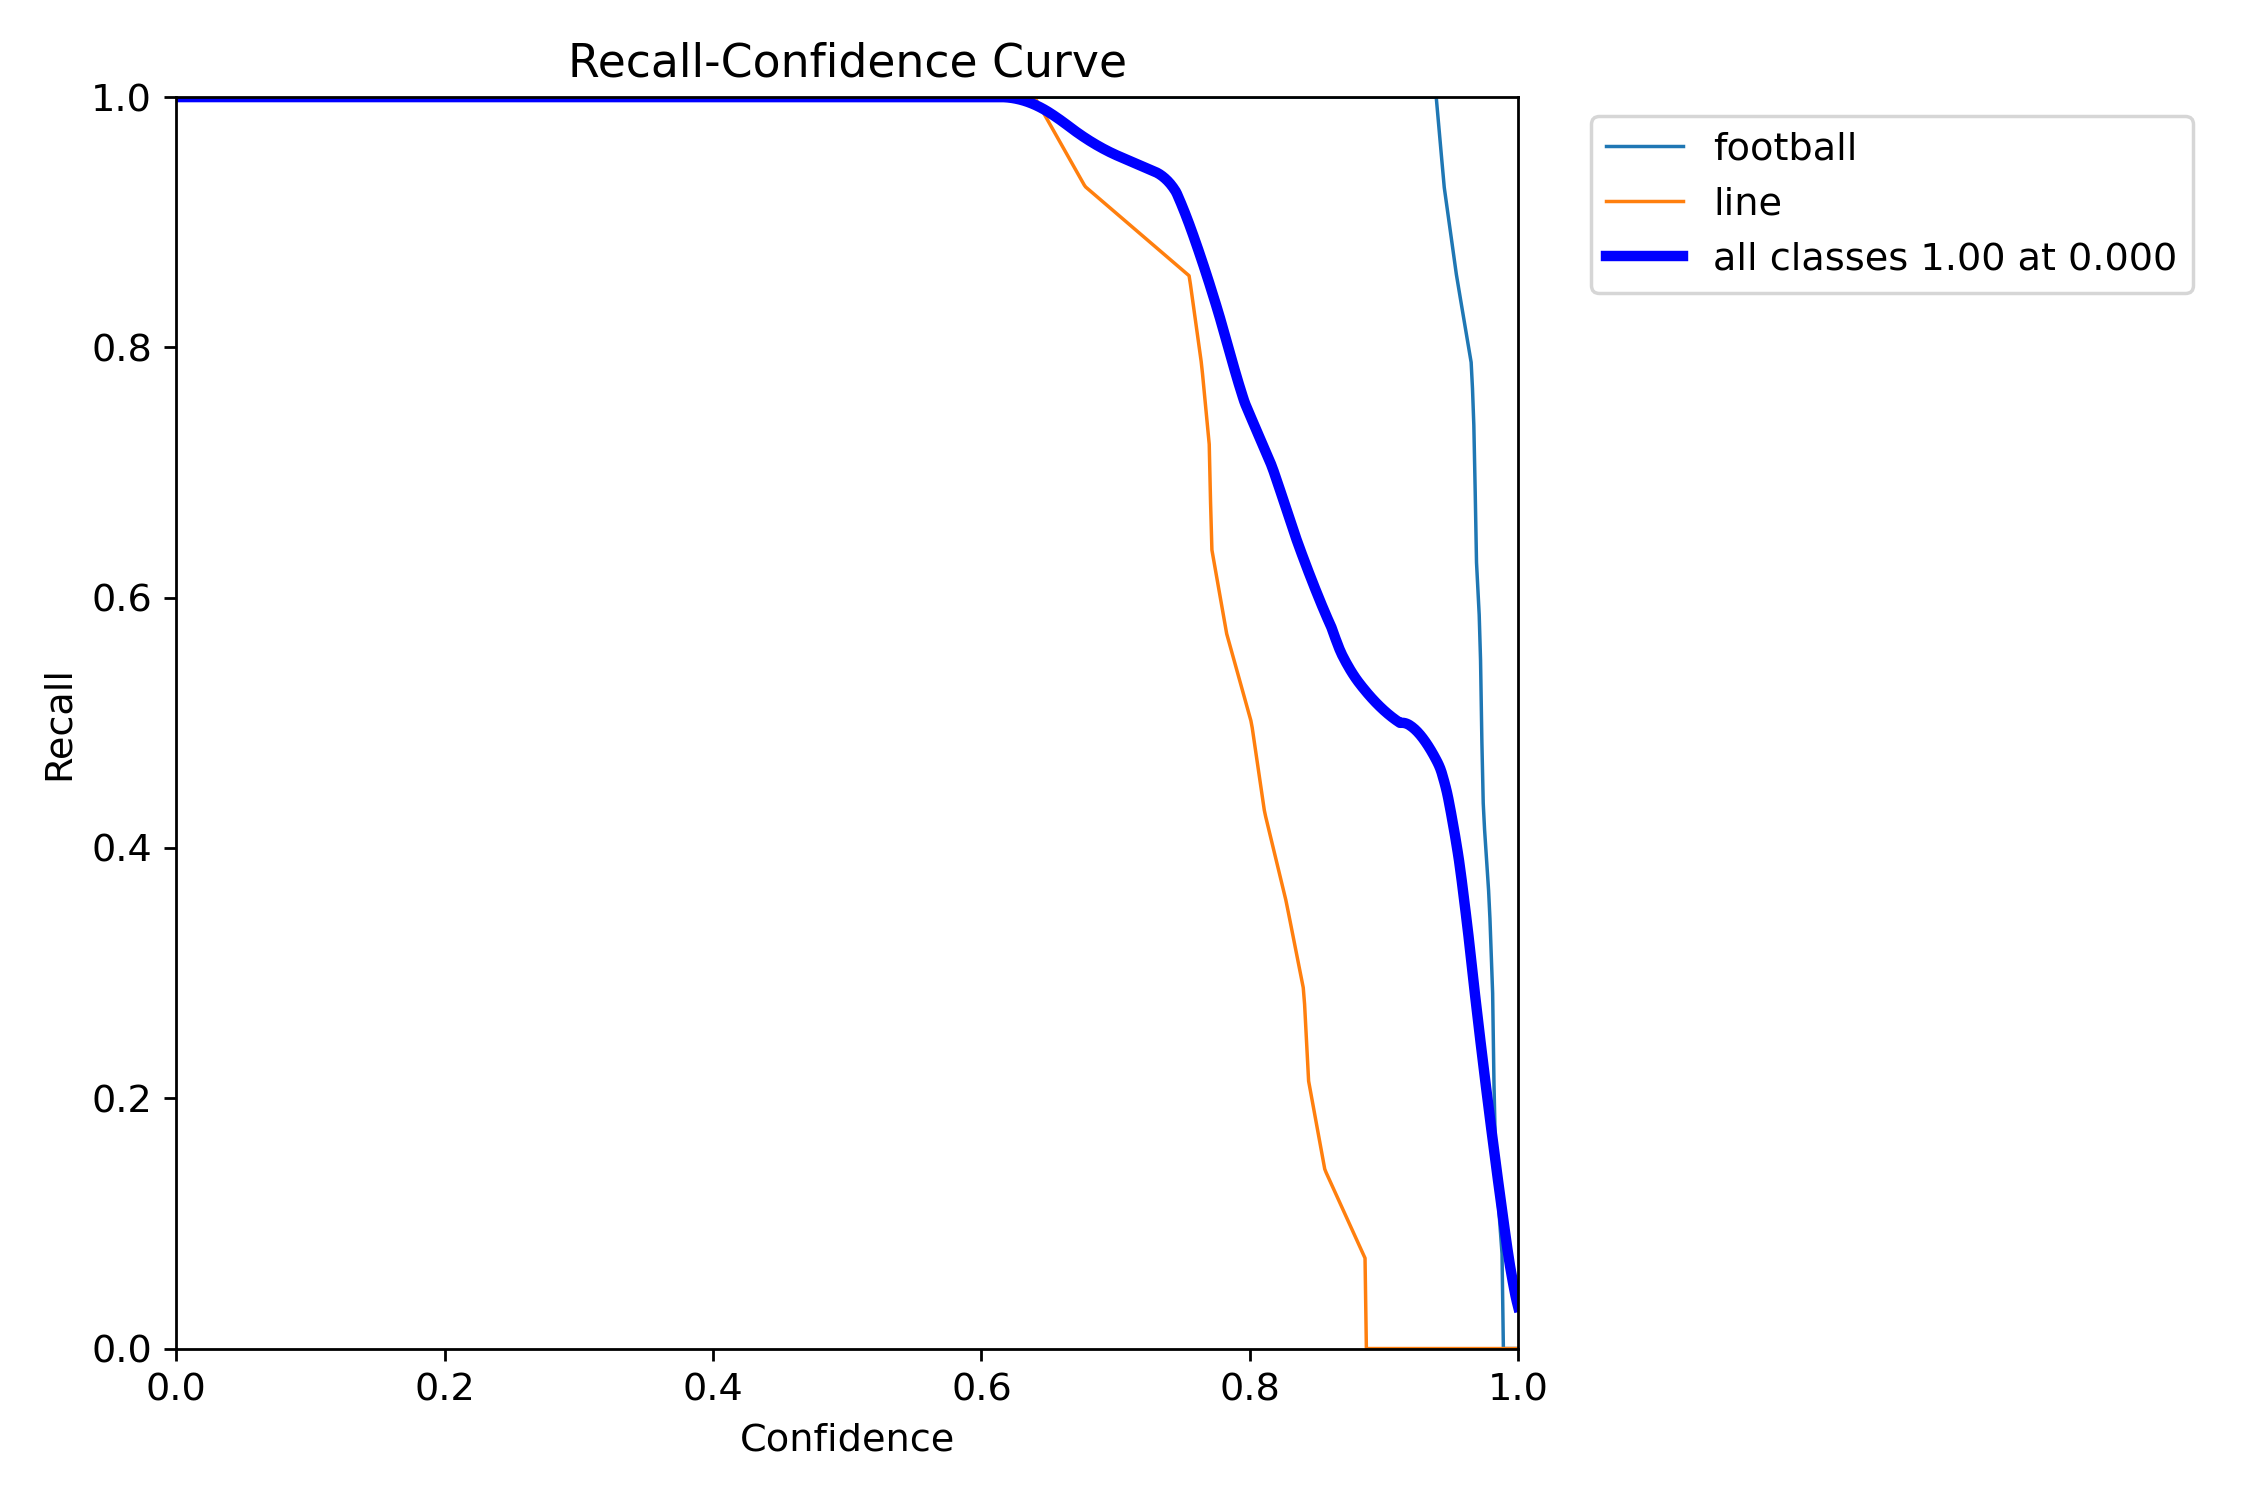 Recall-Confidence Curve
1.0
0.8
0.6
0.4
0.2
0.0
Recall
0.0 0.2 0.4 0.6 0.8 1.0
Confidence
football
line
all classes 1.00 at 0.000